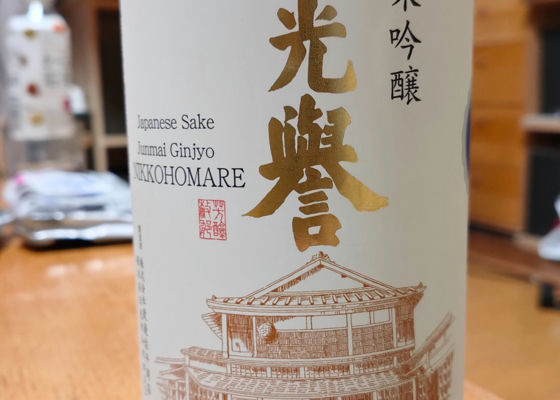 光譽
米吟醸
Japanese Sake
Junmai Ginjyo
NIKKOHOMARE